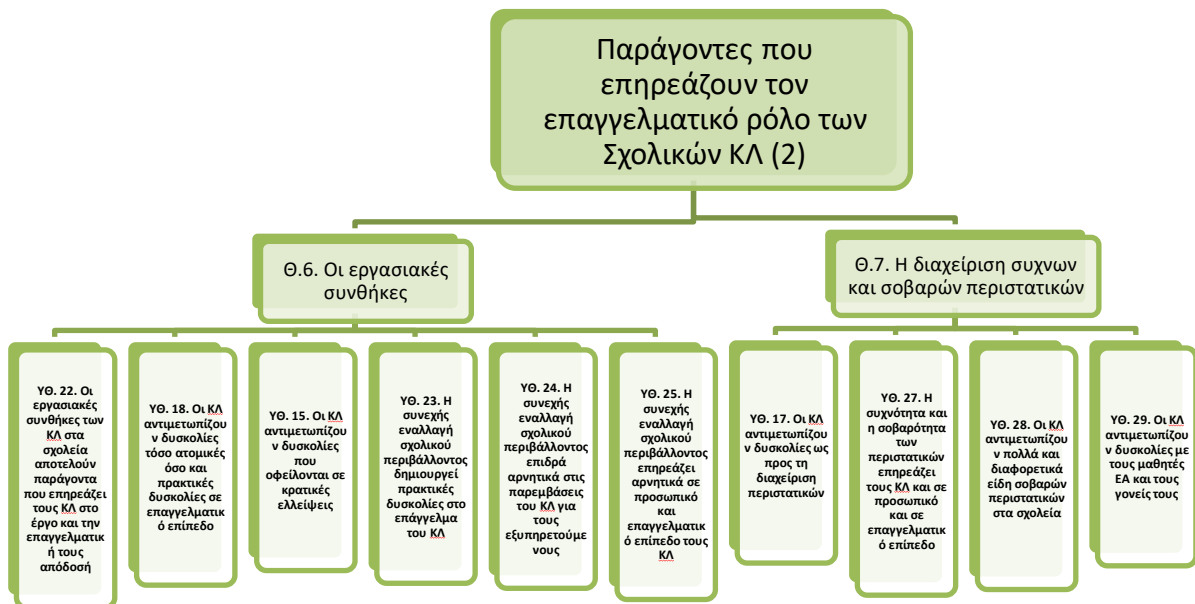 Παράγοντες που
επηρεάζουν τον
επαγγελματικό ρόλο των
Σχολικών ΚΛ (2)
Θ.6. Οι εργασιακές
συνθήκες
Θ.7. Η διαχείριση συχνων
και σοβαρών περιστατικών
ΥΘ. 22. Οι
εργασιακές
συνθήκες των
ΚΛ στα
σχολεία
αποτελούν
παράγοντα
που επηρεάζει
τους ΚΛ στο
έργο και την
επαγγελματικ
ή τους
απόδοσή
ΥΘ. 18. Οι ΚΛ
αντιμετωπίζου
ν δυσκολίες
τόσο ατομικές
όσο και
πρακτικές
δυσκολίες σε
επαγγελματικ
ό επίπεδο
ΥΘ. 15. Οι ΚΛ
αντιμετωπίζου
ν δυσκολίες
που
οφείλονται σε
κρατικές
ελλείψεις
ΥΘ. 23. Η
συνεχής
εναλλαγή
σχολικού
περιβάλλοντος
δημιουργεί
πρακτικές
δυσκολίες στο
επάγγελμα
του ΚΛ
ΥΘ. 24. Η
συνεχής
εναλλαγή
σχολικού
περιβάλλοντος
επιδρά
αρνητικά στις
παρεμβάσεις
του ΚΛ για
τους
εξυπηρετούμε
νους
ΥΘ. 25. Η
συνεχής
εναλλαγή
σχολικού
περιβάλλοντος
επηρεάζει
αρνητικά σε
προσωπικό
και
επαγγελματικ
ό επίπεδο τους
ΚΛ
ΥΘ. 17. Οι ΚΛ
αντιμετωπίζου
ν δυσκολίες ως
προς τη
διαχείριση
περιστατικών
ΥΘ. 27. Η
συχνότητα και
η σοβαρότητα
των
περιστατικών
επηρεάζει
τους ΚΛ και σε
προσωπικό
και σε
επαγγελματικ
ό επίπεδο
ΥΘ. 28. Οι ΚΛ
αντιμετωπίζου
ν πολλά και
διαφορετικά
είδη σοβαρών
περιστατικών
στα σχολεία
ΥΘ. 29. Οι ΚΛ
αντιμετωπίζου
ν δυσκολίες με
τους μαθητές
ΕΑ και τους
γονείς τους